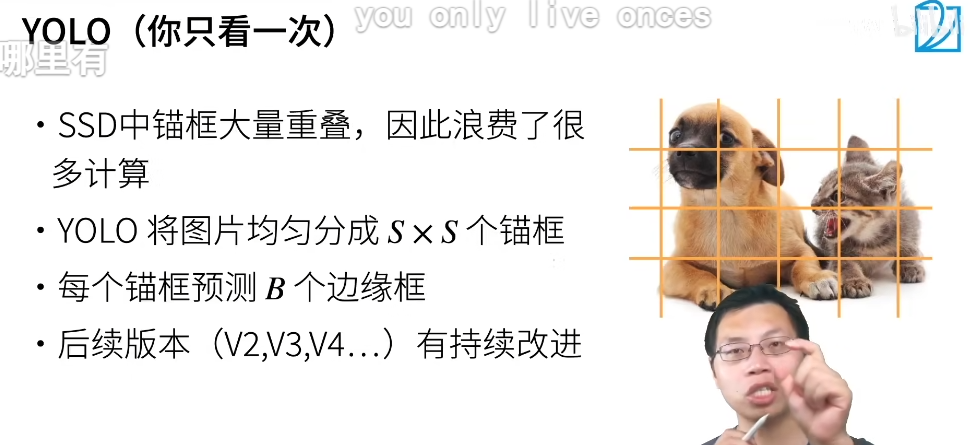 YOLO（你只看一次）
you only live onces
哪里有
bilibili
• SSD中锚框大量重叠，因此浪费了很
多计算
• YOLO 将图片均匀分成 S × S 个锚框
• 每个锚框预测 B 个边缘框
• 后续版本（V2,V3,V4…）有持续改进